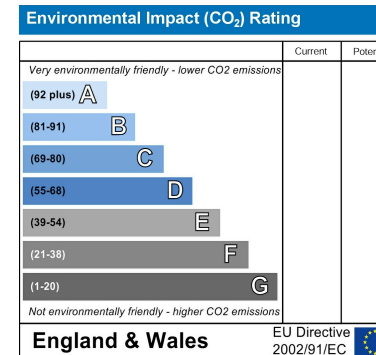 Environmental Impact (CO₂) Rating
Current Poten
Very environmentally friendly - lower CO2 emissions
(92 plus) A
(81-91) B
(69-80) C
(55-68) D
(39-54) E
(21-38) F
(1-20) G
Not environmentally friendly - higher CO2 emissions
England & Wales
EU Directive
2002/91/EC